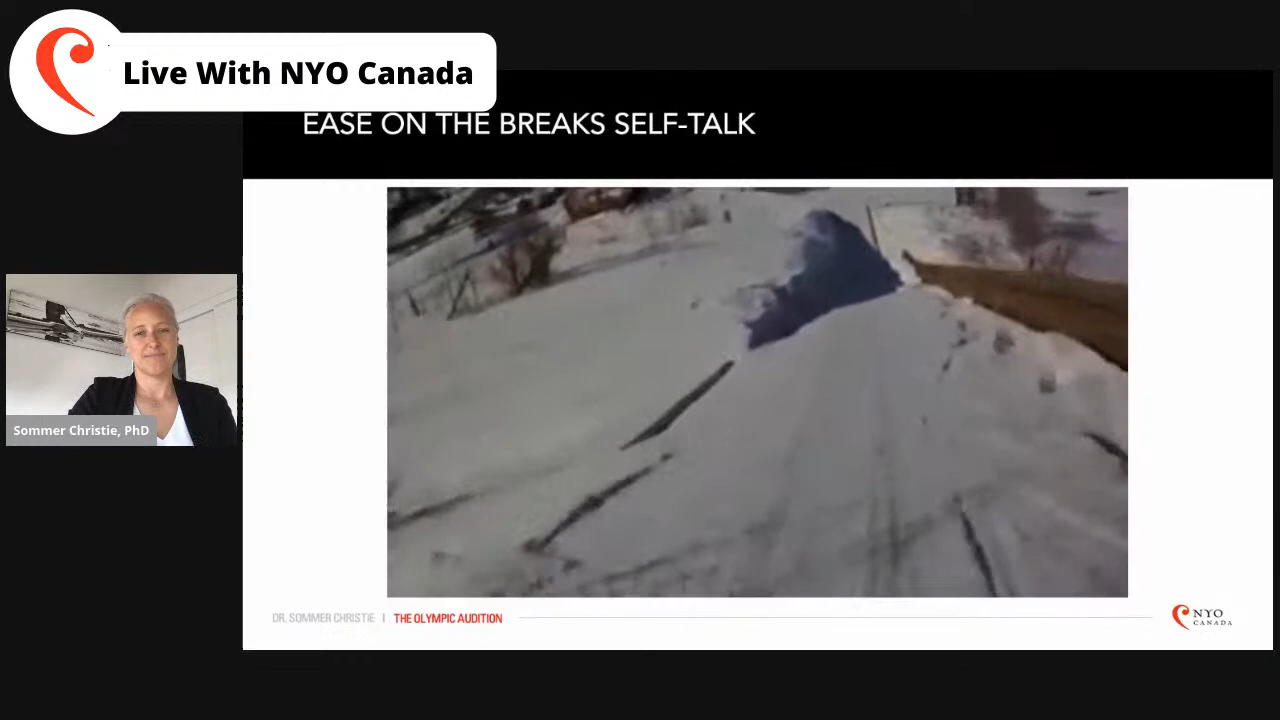 Live With NYO Canada
EASE ON THE BREAKS SELF-TALK
Sommer Christie, PhD
DR. SOMMER CHRISTIE | THE OLYMPIC AUDITION
NYO
CANADA